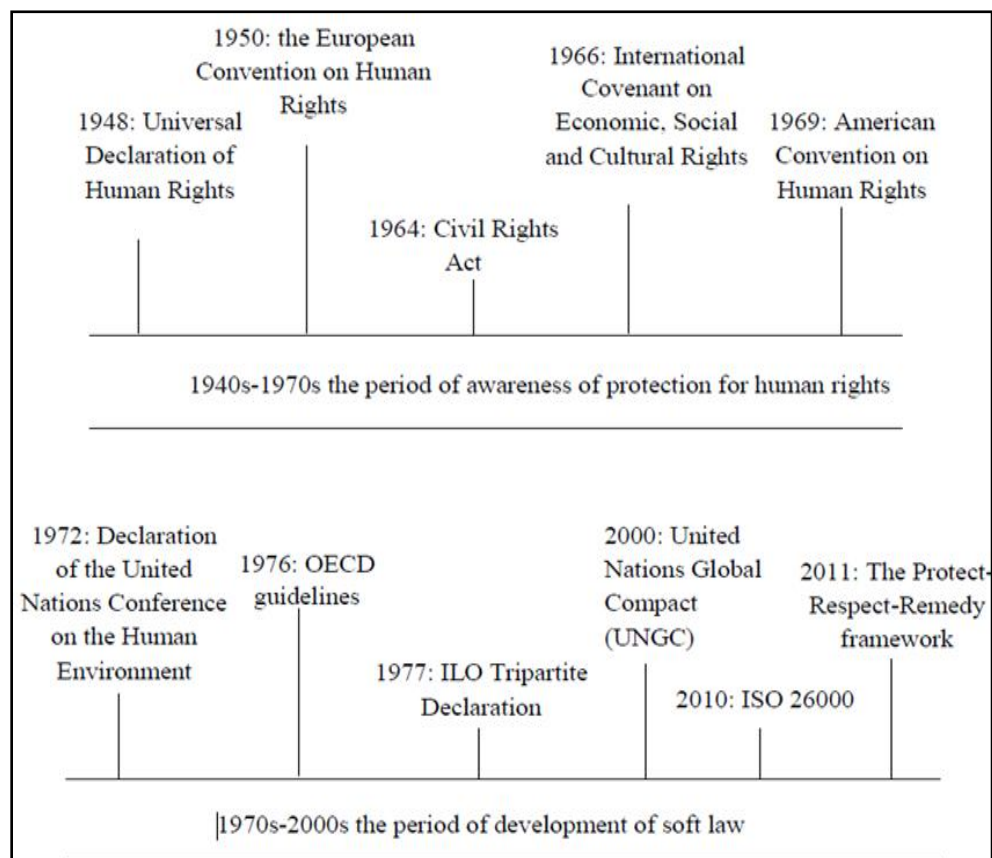 1948: Universal
Declaration of
Human Rights
1950: the European
Convention on Human
Rights
1964: Civil Rights
Act
1966: International
Covenant on
Economic, Social
and Cultural Rights
1969: American
Convention on
Human Rights
1940s-1970s the period of awareness of protection for human rights
1972: Declaration
of the United
Nations Conference
on the Human
Environment
1976: OECD
guidelines
1977: ILO Tripartite
Declaration
2000: United
Nations Global
Compact
(UNGC)
2010: ISO 26000
2011: The Protect-
Respect-Remedy
framework
1970s-2000s the period of development of soft law